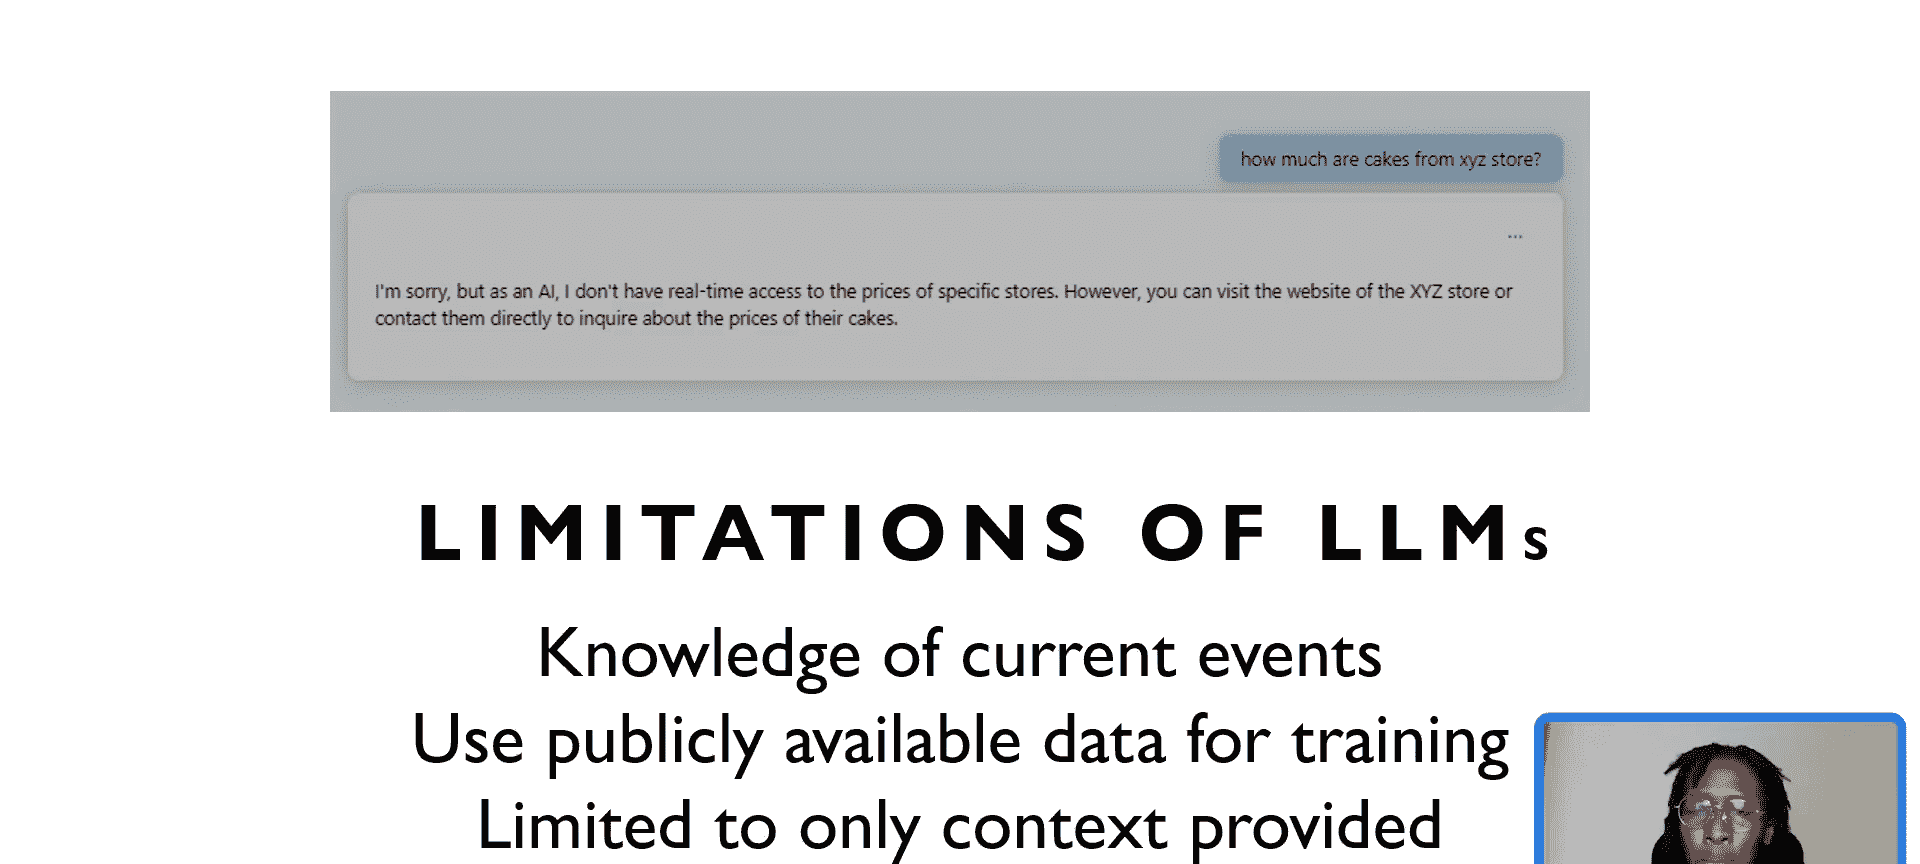 how much are cakes from xyz store?
...
I'm sorry, but as an AI, I don't have real-time access to the prices of specific stores. However, you can visit the website of the XYZ store or
contact them directly to inquire about the prices of their cakes.
LIMITATIONS OF LLMs
Knowledge of current events
Use publicly available data for training
Limited to only context provided